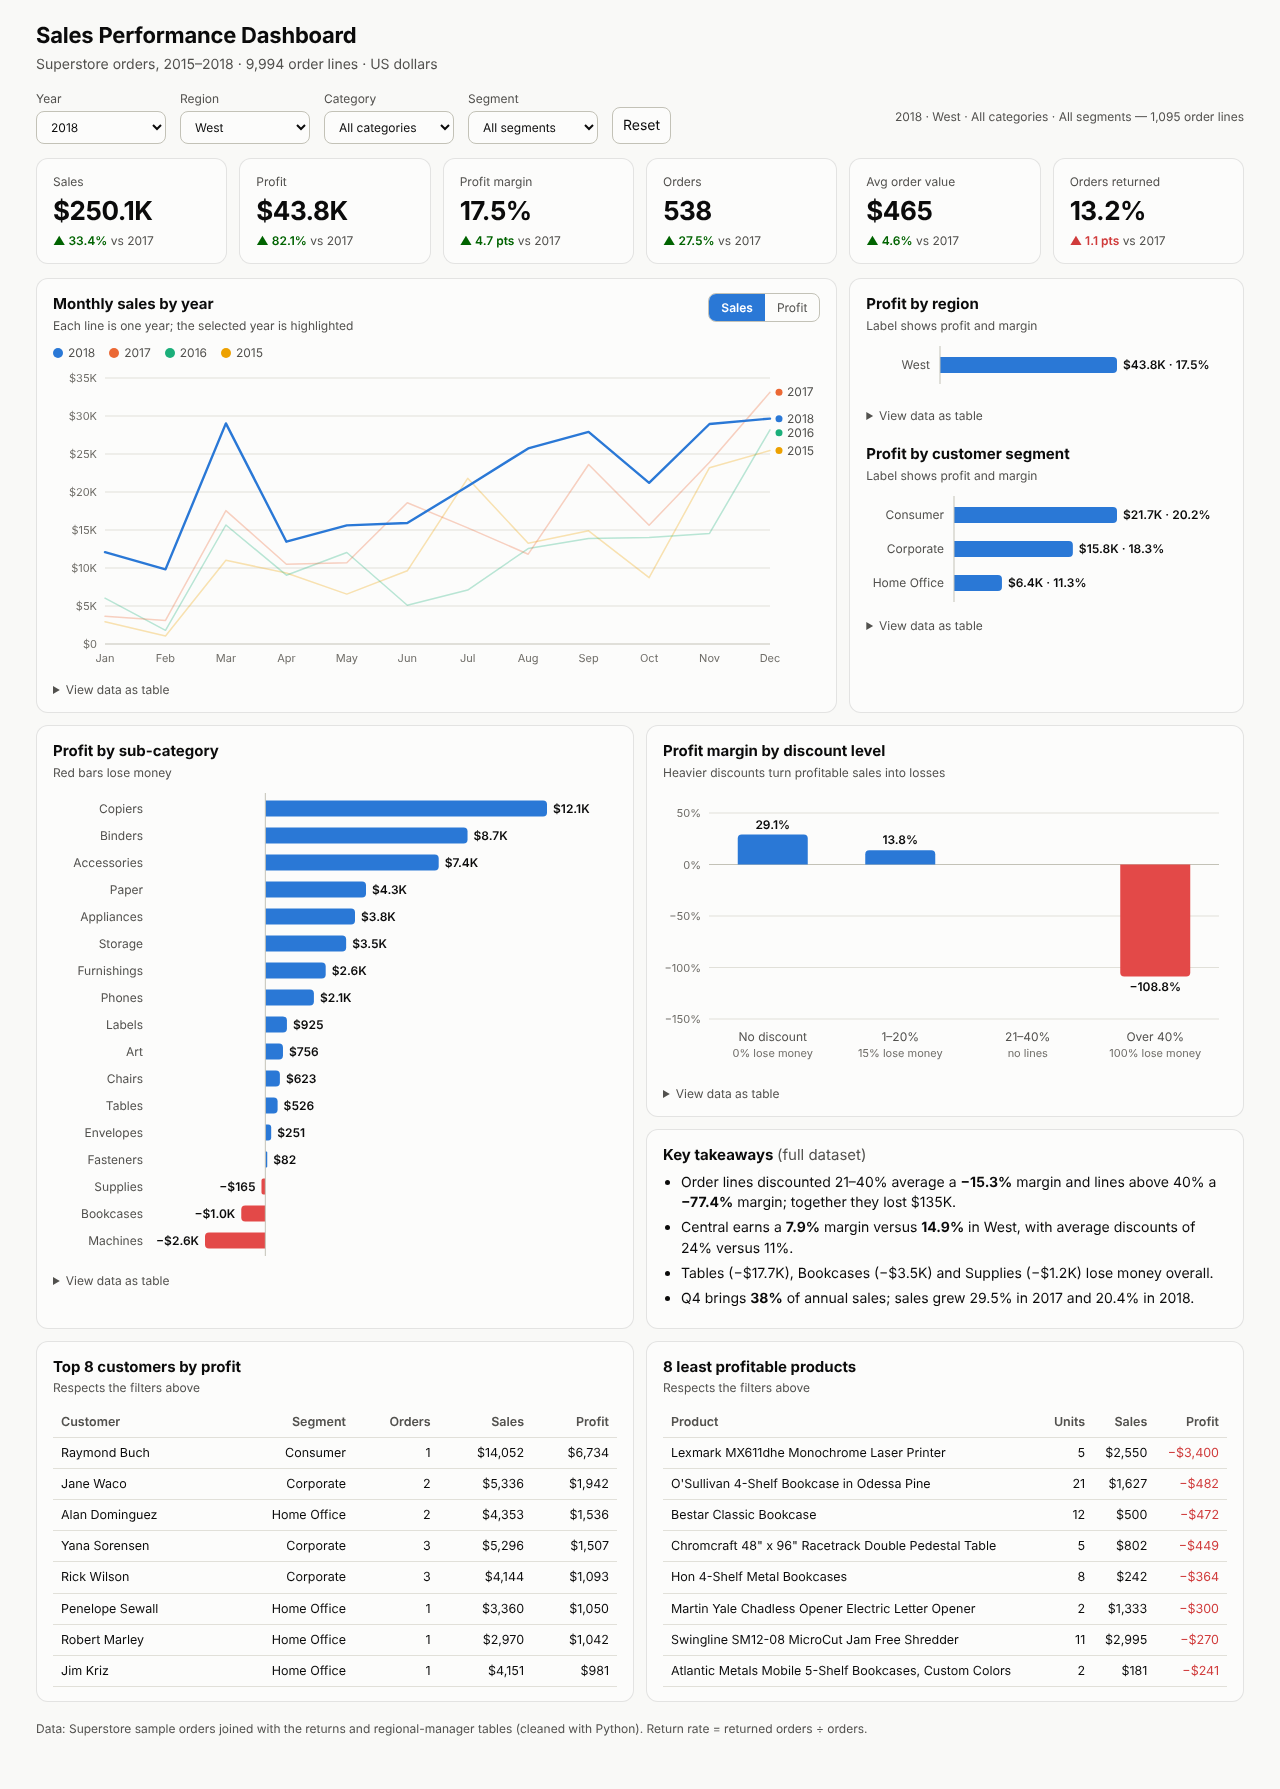 Sales Performance Dashboard
Superstore orders, 2015–2018 · 9,994 order lines · US dollars
Year Region Category Segment
2018 West All categories All segments Reset
2018 · West · All categories · All segments — 1,095 order lines
Sales
$250.1K
▲ 33.4% vs 2017
Profit
$43.8K
▲ 82.1% vs 2017
Profit margin
17.5%
▲ 4.7 pts vs 2017
Orders
538
▲ 27.5% vs 2017
Avg order value
$465
▲ 4.6% vs 2017
Orders returned
13.2%
▲ 1.1 pts vs 2017
Monthly sales by year
Each line is one year; the selected year is highlighted
Sales Profit
2018 2017 2016 2015
$35K
$30K
$25K
$20K
$15K
$10K
$5K
$0
Jan Feb Mar Apr May Jun Jul Aug Sep Oct Nov Dec
2017
2018
2016
2015
▶ View data as table
Profit by region
Label shows profit and margin
West $43.8K · 17.5%
▶ View data as table
Profit by customer segment
Label shows profit and margin
Consumer $21.7K · 20.2%
Corporate $15.8K · 18.3%
Home Office $6.4K · 11.3%
▶ View data as table
Profit by sub-category
Red bars lose money
Copiers $12.1K
Binders $8.7K
Accessories $7.4K
Paper $4.3K
Appliances $3.8K
Storage $3.5K
Furnishings $2.6K
Phones $2.1K
Labels $925
Art $756
Chairs $623
Tables $526
Envelopes $251
Fasteners $82
Supplies −$165
Bookcases −$1.0K
Machines −$2.6K
▶ View data as table
Profit margin by discount level
Heavier discounts turn profitable sales into losses
50%
0%
−50%
−100%
−150%
29.1%
13.8%
−108.8%
No discount 1–20% 21–40% Over 40%
0% lose money 15% lose money no lines 100% lose money
▶ View data as table
Key takeaways (full dataset)
• Order lines discounted 21–40% average a −15.3% margin and lines above 40% a
−77.4% margin; together they lost $135K.
• Central earns a 7.9% margin versus 14.9% in West, with average discounts of
24% versus 11%.
• Tables (−$17.7K), Bookcases (−$3.5K) and Supplies (−$1.2K) lose money overall.
• Q4 brings 38% of annual sales; sales grew 29.5% in 2017 and 20.4% in 2018.
Top 8 customers by profit
Respects the filters above
Customer Segment Orders Sales Profit
Raymond Buch Consumer 1 $14,052 $6,734
Jane Waco Corporate 2 $5,336 $1,942
Alan Dominguez Home Office 2 $4,353 $1,536
Yana Sorensen Corporate 3 $5,296 $1,507
Rick Wilson Corporate 3 $4,144 $1,093
Penelope Sewall Home Office 1 $3,360 $1,050
Robert Marley Home Office 1 $2,970 $1,042
Jim Kriz Home Office 1 $4,151 $981
8 least profitable products
Respects the filters above
Product Units Sales Profit
Lexmark MX611dhe Monochrome Laser Printer 5 $2,550 −$3,400
O'Sullivan 4-Shelf Bookcase in Odessa Pine 21 $1,627 −$482
Bestar Classic Bookcase 12 $500 −$472
Chromcraft 48" x 96" Racetrack Double Pedestal Table 5 $802 −$449
Hon 4-Shelf Metal Bookcases 8 $242 −$364
Martin Yale Chadless Opener Electric Letter Opener 2 $1,333 −$300
Swingline SM12-08 MicroCut Jam Free Shredder 11 $2,995 −$270
Atlantic Metals Mobile 5-Shelf Bookcases, Custom Colors 2 $181 −$241
Data: Superstore sample orders joined with the returns and regional-manager tables (cleaned with Python). Return rate = returned orders ÷ orders.